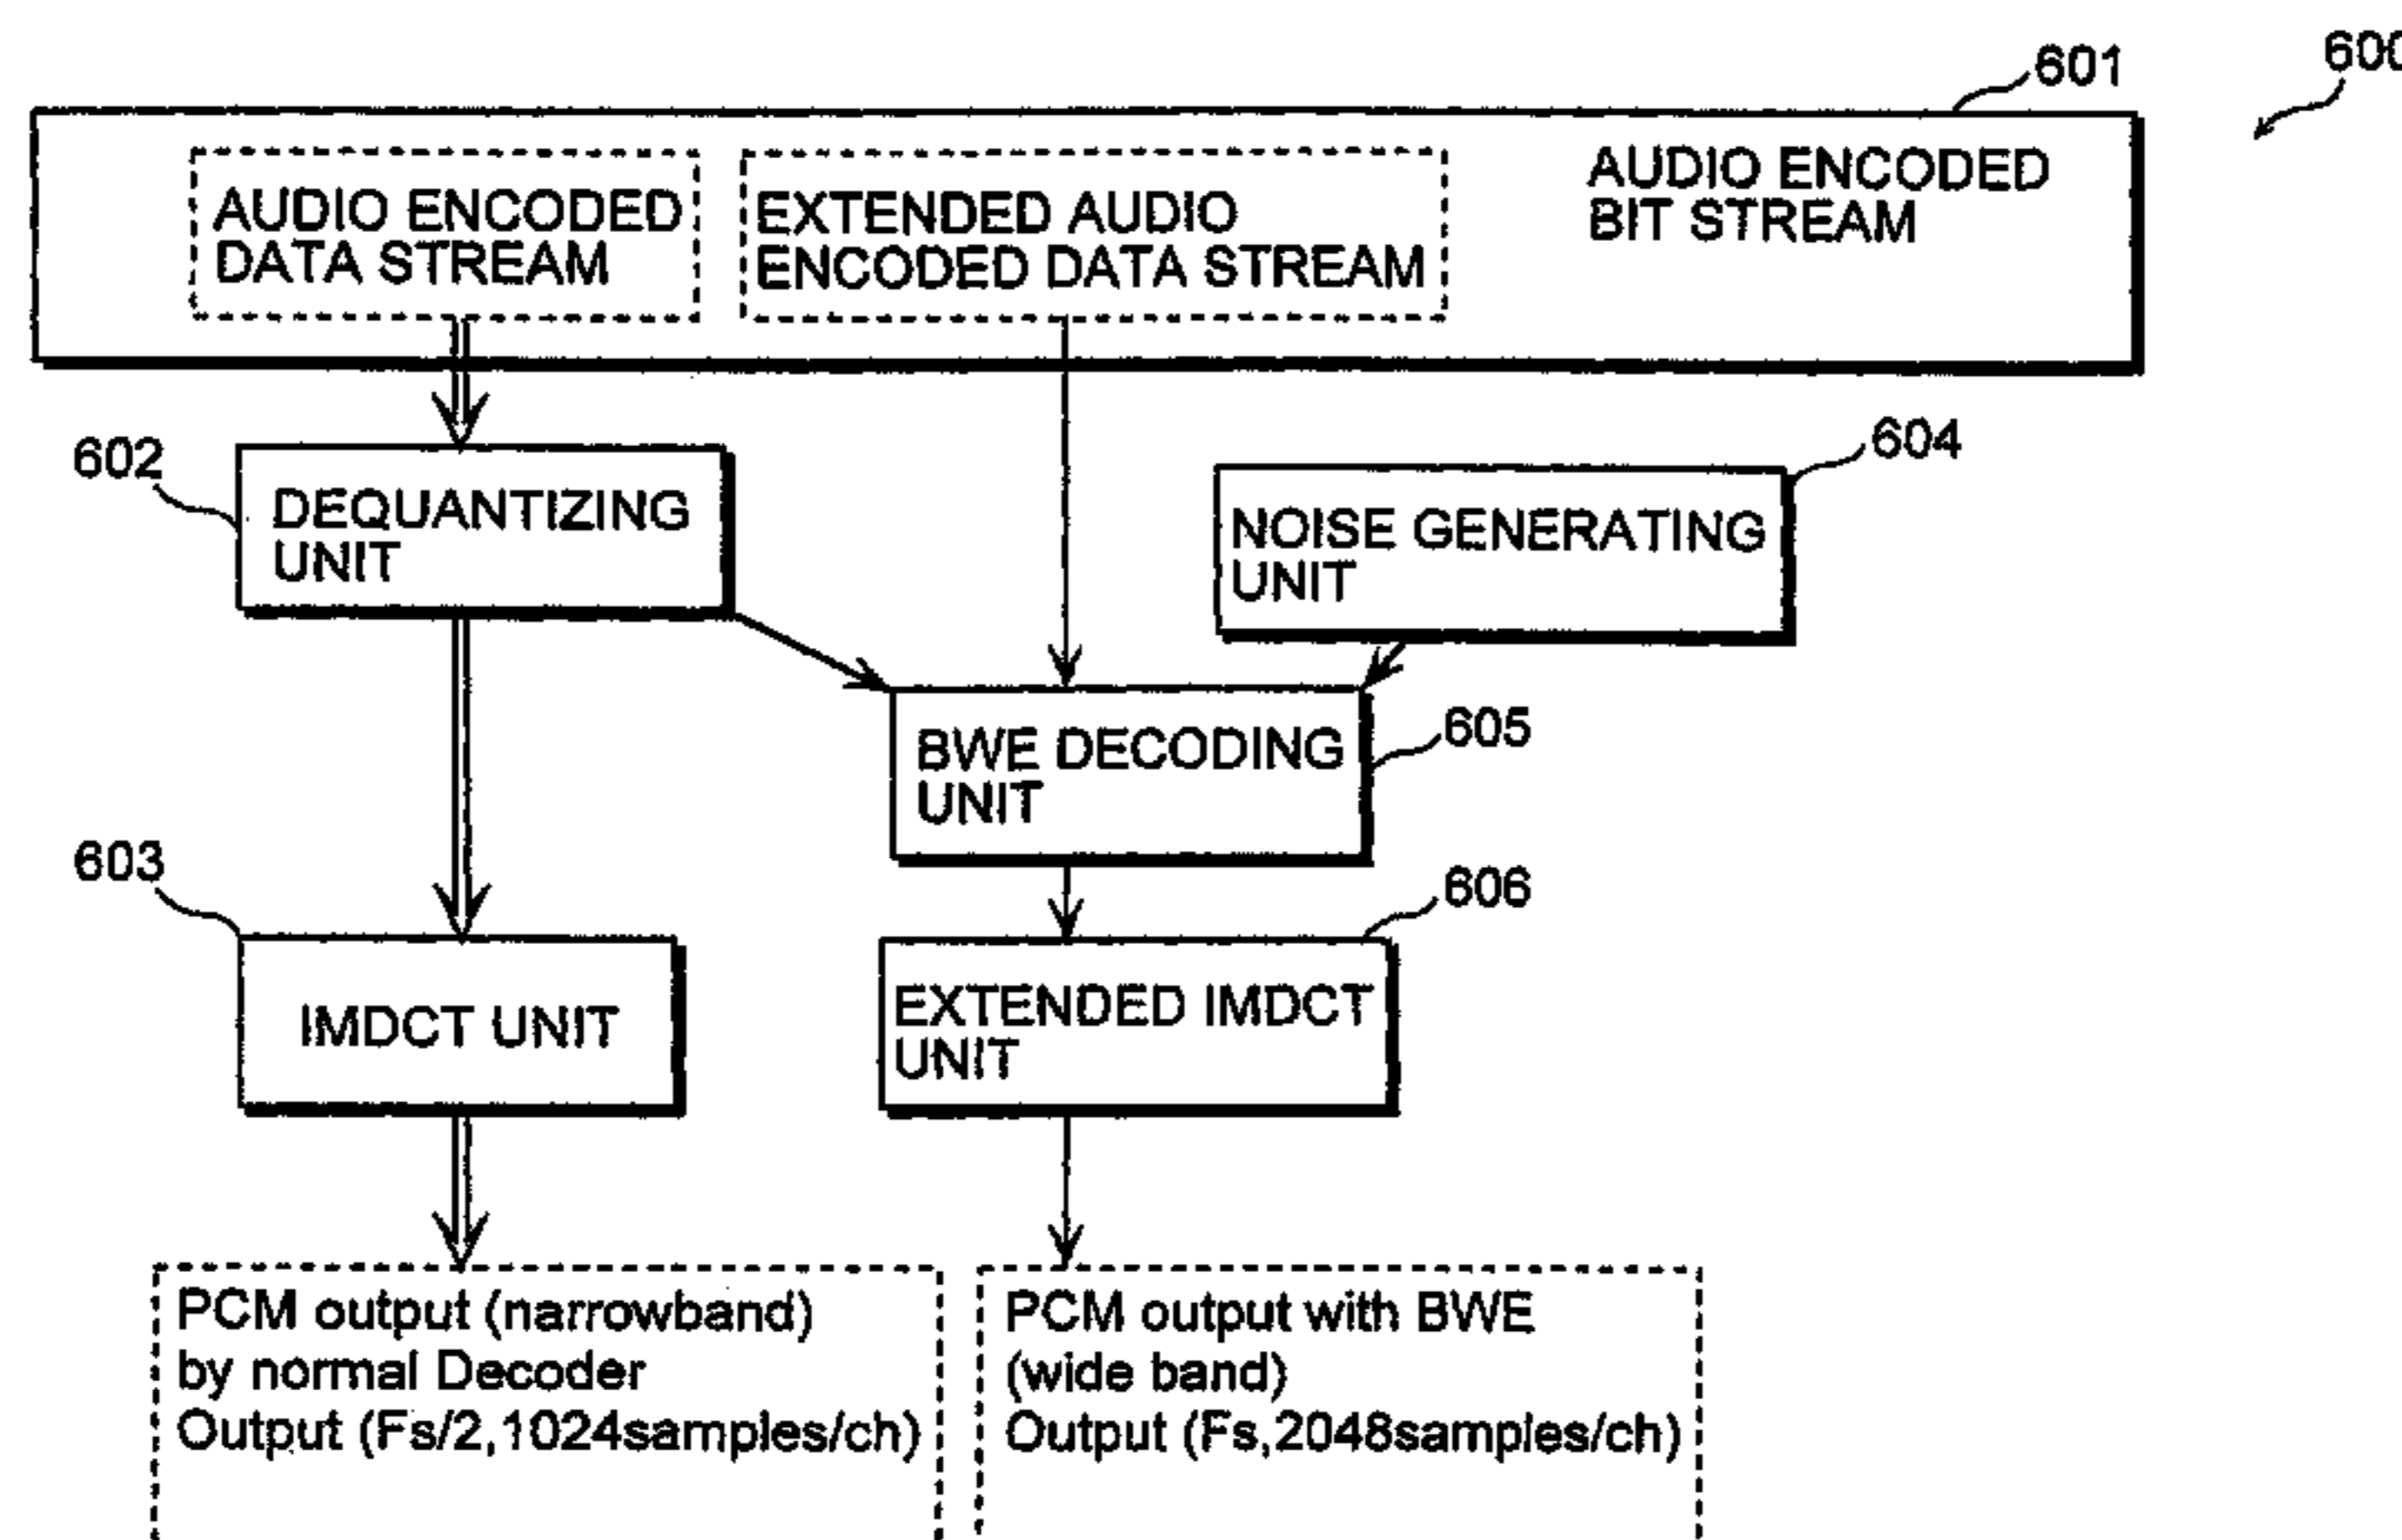 600
601
AUDIO ENCODED
DATA STREAM
EXTENDED AUDIO
ENCODED DATA STREAM
AUDIO ENCODED
BIT STREAM
602
DEQUANTIZING
UNIT
604
NOISE GENERATING
UNIT
BWE DECODING
UNIT
605
603
IMDCT UNIT
606
EXTENDED IMDCT
UNIT
PCM output (narrowband)
by normal Decoder
Output (Fs/2,1024samples/ch)
PCM output with BWE
(wide band)
Output (Fs,2048samples/ch)